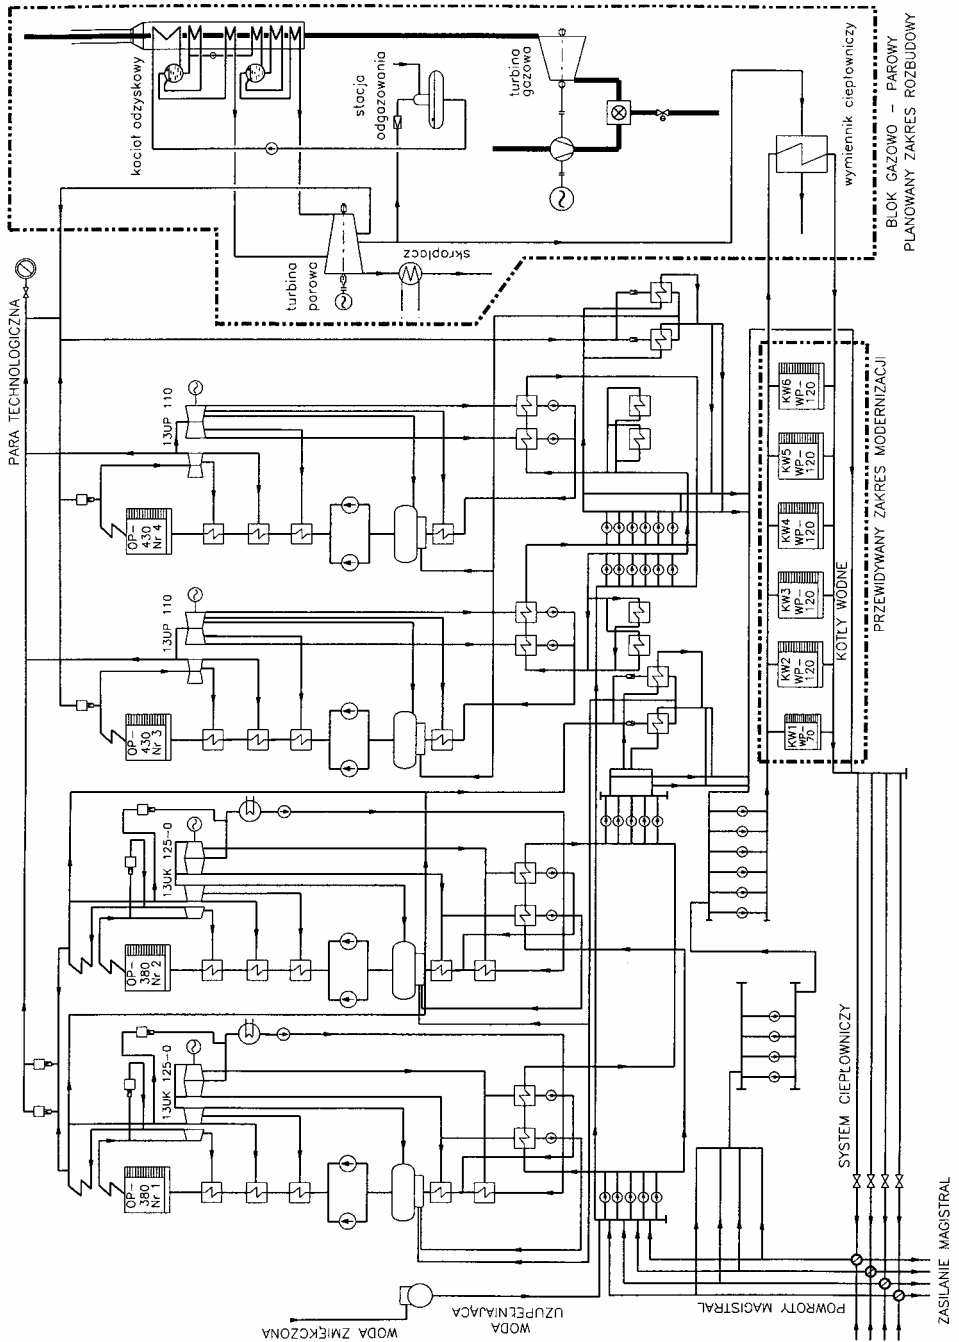 kocioł odzyskowy
stacja
odgazowania
turbina
gazowa
wymiennik ciepłowniczy
BLOK GAZOWO - PAROWY
PLANOWANY ZAKRES ROZBUDOWY
turbina
parowa
skraplacz
PARA TECHNOLOGICZNA
13UP 110
OP-
430
Nr 4
13UP 110
OP-
430
Nr 3
13UK 125-0
OP-
380
Nr 2
13UK 125-0
OP-
380
Nr 1
KW6
WP-
120
KW5
WP-
120
KW4
WP-
120
KW3
WP-
120
KW2
WP-
120
KW1
WP-
70
KOTŁY WODNE
PRZEWIDYWANY ZAKRES MODERNIZACJI
SYSTEM CIEPŁOWNICZY
WODA ZMIĘKCZONA
WODA
UZUPEŁNIAJĄCA
POWROTY MAGISTRAL
ZASILANIE MAGISTRAL